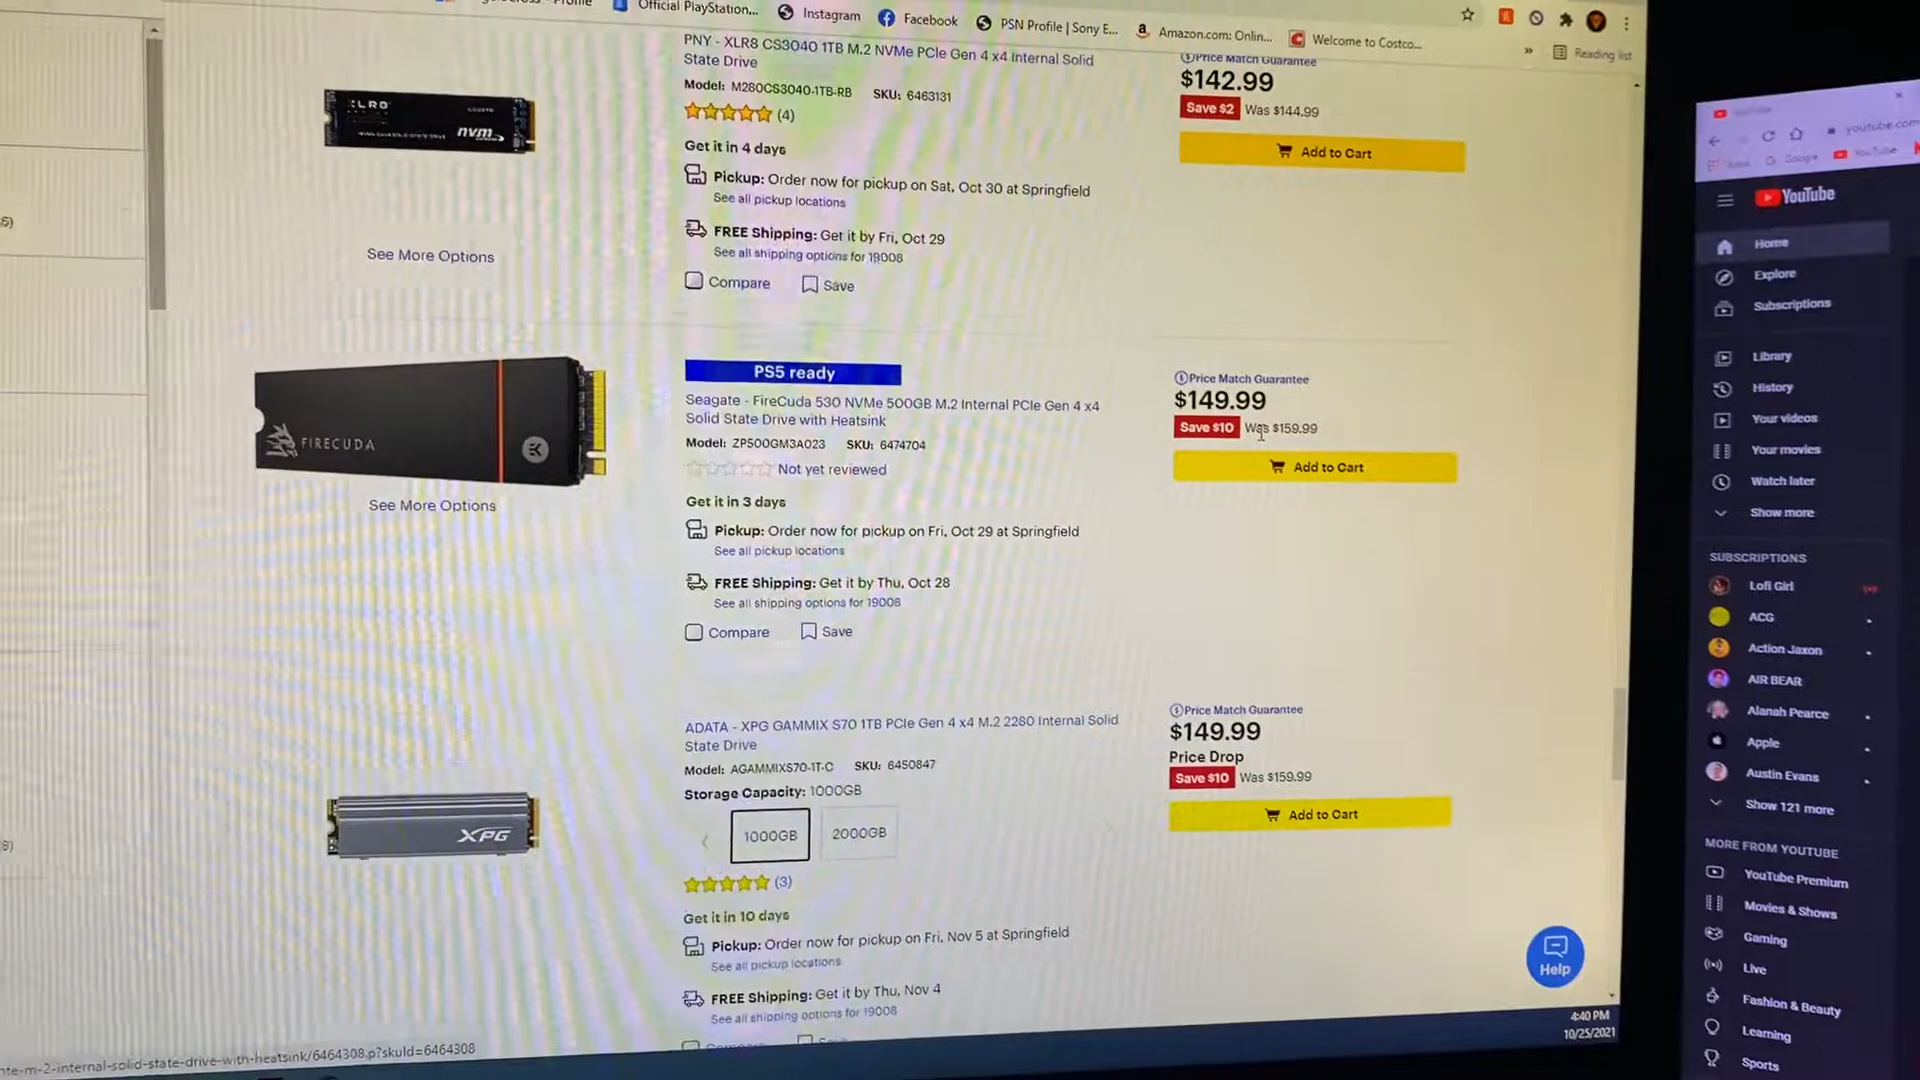 Official PlayStation...
Instagram
Facebook
PSN Profile | Sony E...
Amazon.com: Onlin...
Welcome to Costco...
»
Reading list
PNY - XLR8 CS3040 1TB M.2 NVMe PCIe Gen 4 x4 Internal Solid
State Drive
Model: M280CS3040-1TB-RB SKU: 6463131
(4)
Get it in 4 days
Pickup: Order now for pickup on Sat, Oct 30 at Springfield
See all pickup locations
FREE Shipping: Get it by Fri, Oct 29
See all shipping options for 19008
Compare Save
XLR8
nvm
See More Options
Price Match Guarantee
$142.99
Save $2 Was $144.99
Add to Cart
PS5 ready
Seagate - FireCuda 530 NVMe 500GB M.2 Internal PCIe Gen 4 x4
Solid State Drive with Heatsink
Model: ZP500GM3A023 SKU: 6474704
Not yet reviewed
Get it in 3 days
Pickup: Order now for pickup on Fri, Oct 29 at Springfield
See all pickup locations
FREE Shipping: Get it by Thu, Oct 28
See all shipping options for 19008
Compare Save
FIRECUDA
See More Options
Price Match Guarantee
$149.99
Save $10 Was $159.99
Add to Cart
ADATA - XPG GAMMIX S70 1TB PCIe Gen 4 x4 M.2 2280 Internal Solid
State Drive
Model: AGAMMIXS70-1T-C SKU: 6450847
Storage Capacity: 1000GB
1000GB 2000GB
(3)
Get it in 10 days
Pickup: Order now for pickup on Fri, Nov 5 at Springfield
See all pickup locations
FREE Shipping: Get it by Thu, Nov 4
See all shipping options for 19008
XPG
Price Match Guarantee
$149.99
Price Drop
Save $10 Was $159.99
Add to Cart
Help
4:40 PM
10/25/2021
nte-m-2-internal-solid-state-drive-with-heatsink/6464308.p?skuId=6464308
YouTube
youtube.com
Google
YouTube
YouTube
Home
Explore
Subscriptions
Library
History
Your videos
Your movies
Watch later
Show more
SUBSCRIPTIONS
Lofi Girl
ACG
Action Jaxon
AIR BEAR
Alanah Pearce
Apple
Austin Evans
Show 121 more
MORE FROM YOUTUBE
YouTube Premium
Movies & Shows
Gaming
Live
Fashion & Beauty
Learning
Sports